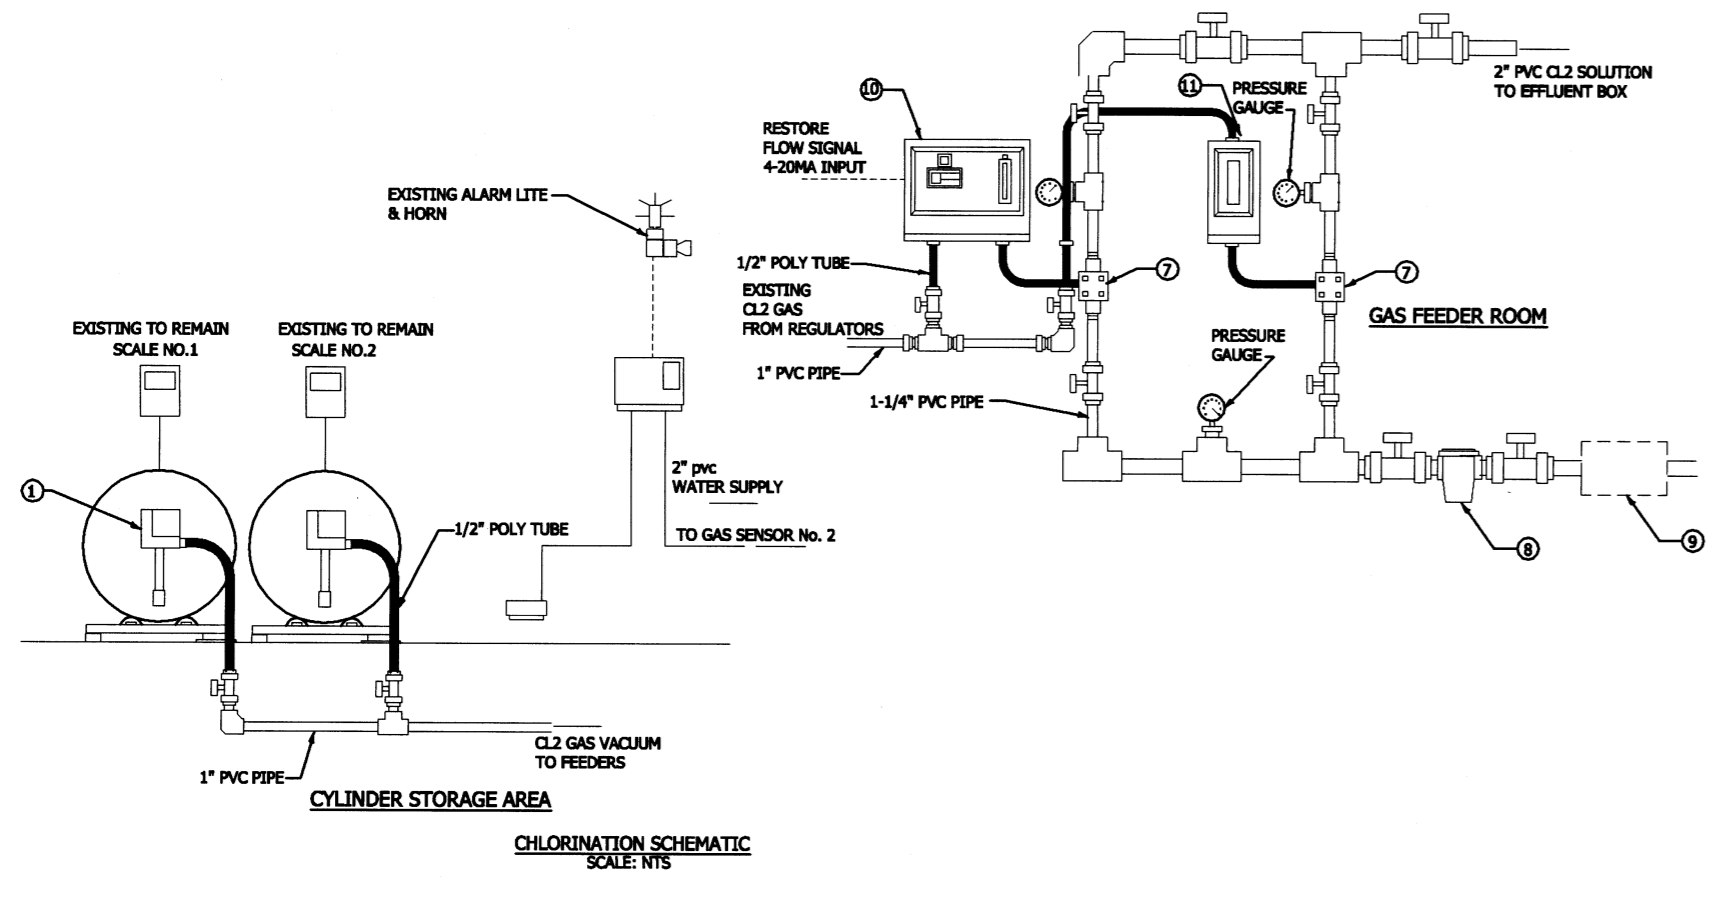 10
11
PRESSURE
GAUGE
2" PVC CL2 SOLUTION
TO EFFLUENT BOX
RESTORE
FLOW SIGNAL
4-20MA INPUT
EXISTING ALARM LITE
& HORN
1/2" POLY TUBE
7
7
EXISTING
CL2 GAS
FROM REGULATORS
GAS FEEDER ROOM
EXISTING TO REMAIN
SCALE NO.1
EXISTING TO REMAIN
SCALE NO.2
PRESSURE
GAUGE
1" PVC PIPE
1-1/4" PVC PIPE
2" pvc
WATER SUPPLY
1
1/2" POLY TUBE
TO GAS SENSOR No. 2
8
9
CL2 GAS VACUUM
TO FEEDERS
1" PVC PIPE
CYLINDER STORAGE AREA
CHLORINATION SCHEMATIC
SCALE: NTS